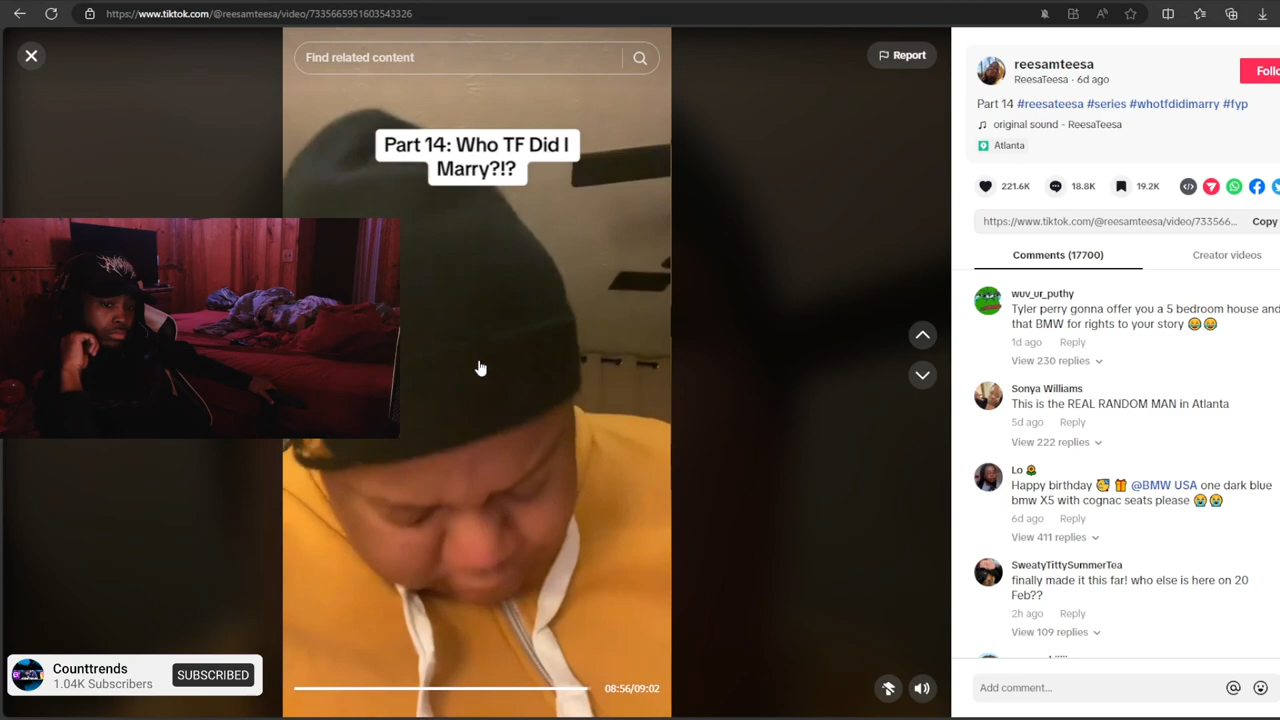 https://www.tiktok.com/@reesamteesa/video/7335665951603543326
Find related content
Report
Part 14: Who TF Did I
Marry?!?
08:56/09:02
Counttrends
1.04K Subscribers
SUBSCRIBED
reesamteesa
ReesaTeesa · 6d ago
Follo
Part 14 #reesateesa #series #whotfdidimarry #fyp
original sound - ReesaTeesa
Atlanta
221.6K
18.8K
19.2K
https://www.tiktok.com/@reesamteesa/video/733566...
Copy
Comments (17700)
Creator videos
wuv_ur_puthy
Tyler perry gonna offer you a 5 bedroom house and
that BMW for rights to your story 😂😂
1d ago Reply
View 230 replies
Sonya Williams
This is the REAL RANDOM MAN in Atlanta
5d ago Reply
View 222 replies
Lo 🌻
Happy birthday 🥳 🎁 @BMW USA one dark blue
bmw X5 with cognac seats please 😭😭
6d ago Reply
View 411 replies
SweatyTittySummerTea
finally made it this far! who else is here on 20
Feb??
2h ago Reply
View 109 replies
Add comment...